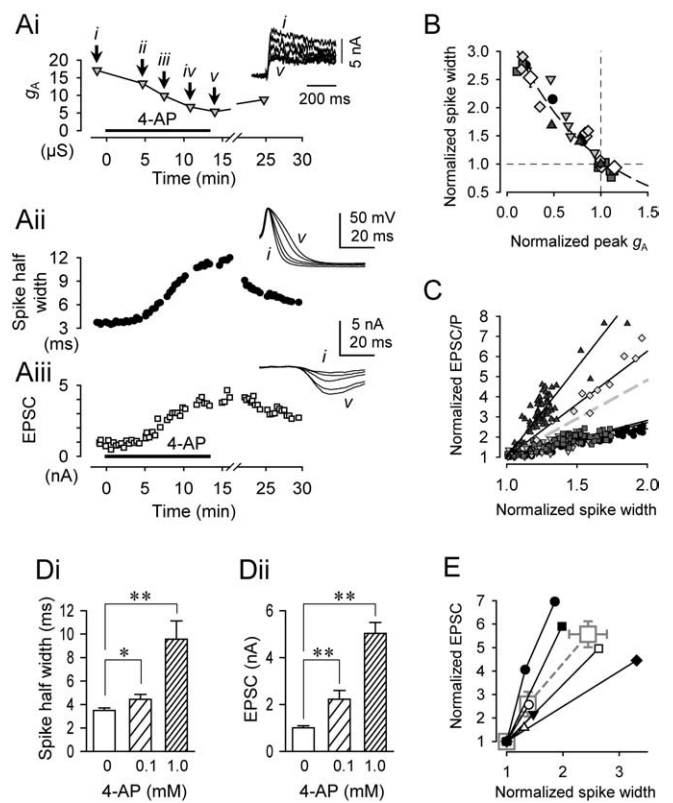 Ai
i
ii
iii
iv
v
i
v
5 nA
200 ms
20
15
10
5
0
gA
(µS)
4-AP
0 5 10 15 25 30
Time (min)
Aii
50 mV
20 ms
i
v
12
9
6
3
Spike half width
(ms)
Aiii
5 nA
20 ms
i
v
5
0
EPSC
(nA)
4-AP
0 5 10 15 25 30
Time (min)
B
3.0
2.5
2.0
1.5
1.0
0.5
Normalized spike width
0.0 0.5 1.0 1.5
Normalized peak gA
C
8
7
6
5
4
3
2
1
Normalized EPSC/P
1.0 1.5 2.0
Normalized spike width
Di
12
10
8
6
4
2
0
Spike half width (ms)
**
*
0 0.1 1.0
4-AP (mM)
Dii
6
4
2
0
EPSC (nA)
**
**
0 0.1 1.0
4-AP (mM)
E
7
6
5
4
3
2
1
Normalized EPSC
1 2 3
Normalized spike width